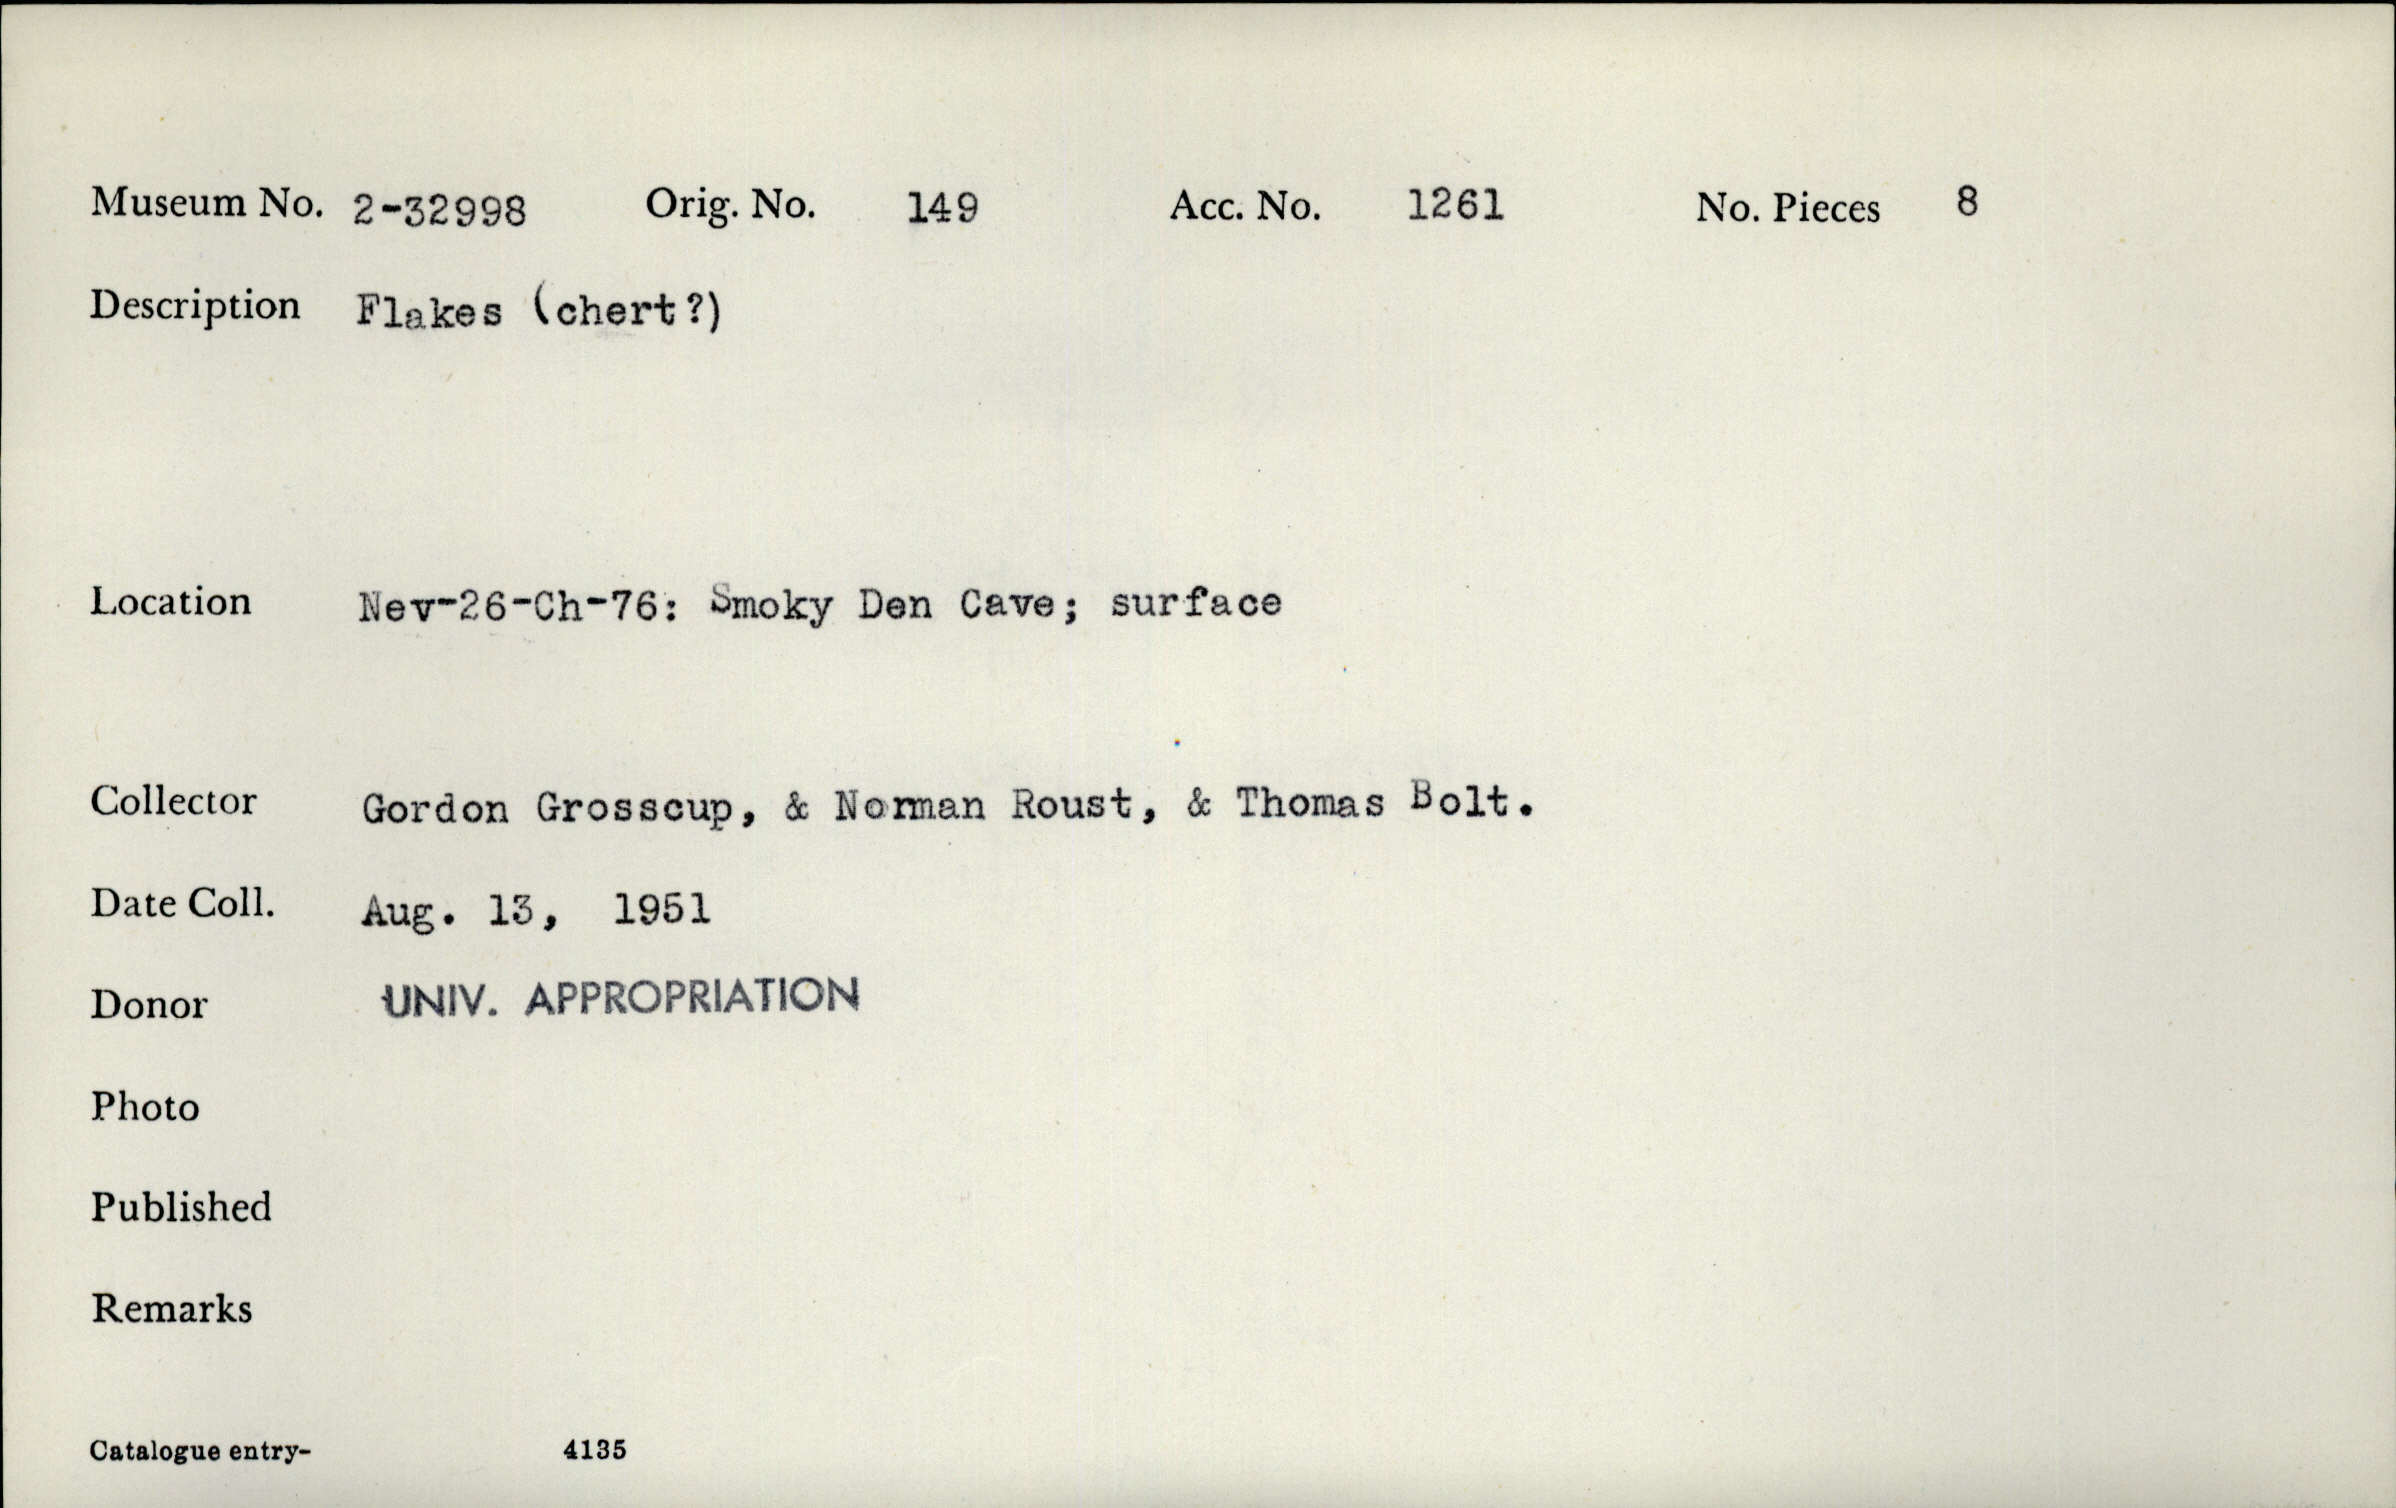 Museum No. 2-32998 Orig. No. 149 Acc. No. 1261 No. Pieces 8
Description Flakes (chert?)
Location Nev-26-Ch-76: Smoky Den Cave; surface
Collector Gordon Grosscup, & Norman Roust, & Thomas Bolt.
Date Coll. Aug. 13, 1951
Donor UNIV. APPROPRIATION
Photo
Published
Remarks
Catalogue entry- 4135